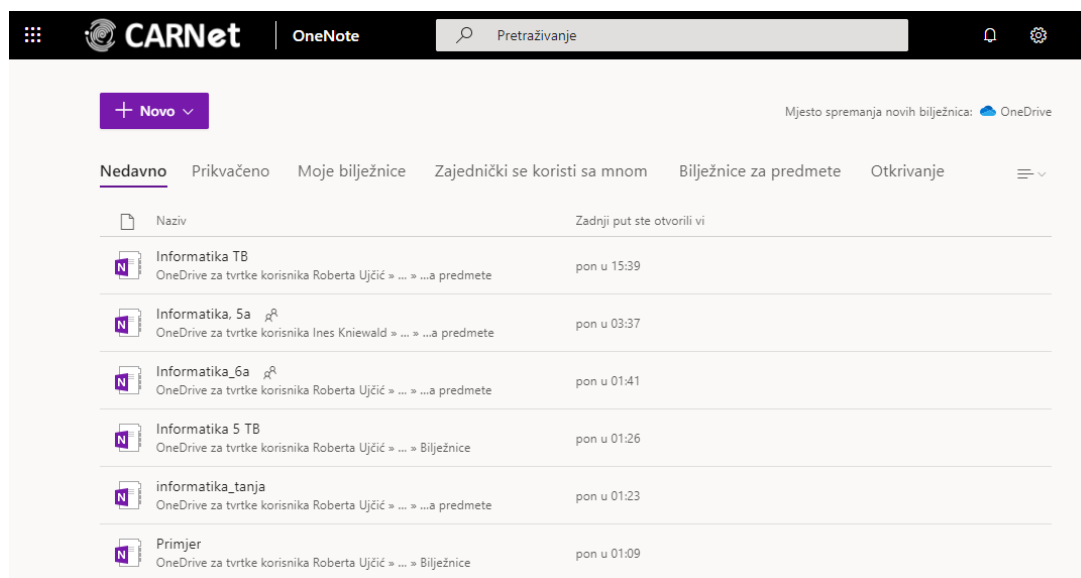 CARNet OneNote Pretraživanje
Novo
Mjesto spremanja novih bilježnica: OneDrive
Nedavno Prikvačeno Moje bilježnice Zajednički se koristi sa mnom Bilježnice za predmete Otkrivanje
Naziv Zadnji put ste otvorili vi
Informatika TB
OneDrive za tvrtke korisnika Roberta Ujčić » ... » ...a predmete
pon u 15:39
Informatika, 5a
OneDrive za tvrtke korisnika Ines Kniewald » ... » ...a predmete
pon u 03:37
Informatika_6a
OneDrive za tvrtke korisnika Roberta Ujčić » ... » ...a predmete
pon u 01:41
Informatika 5 TB
OneDrive za tvrtke korisnika Roberta Ujčić » ... » Bilježnice
pon u 01:26
informatika_tanja
OneDrive za tvrtke korisnika Roberta Ujčić » ... » ...a predmete
pon u 01:23
Primjer
OneDrive za tvrtke korisnika Roberta Ujčić » ... » Bilježnice
pon u 01:09